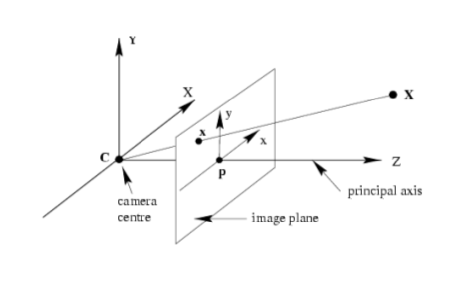 Y
X
X
y
x
x
C
Z
p
principal axis
camera
centre
image plane